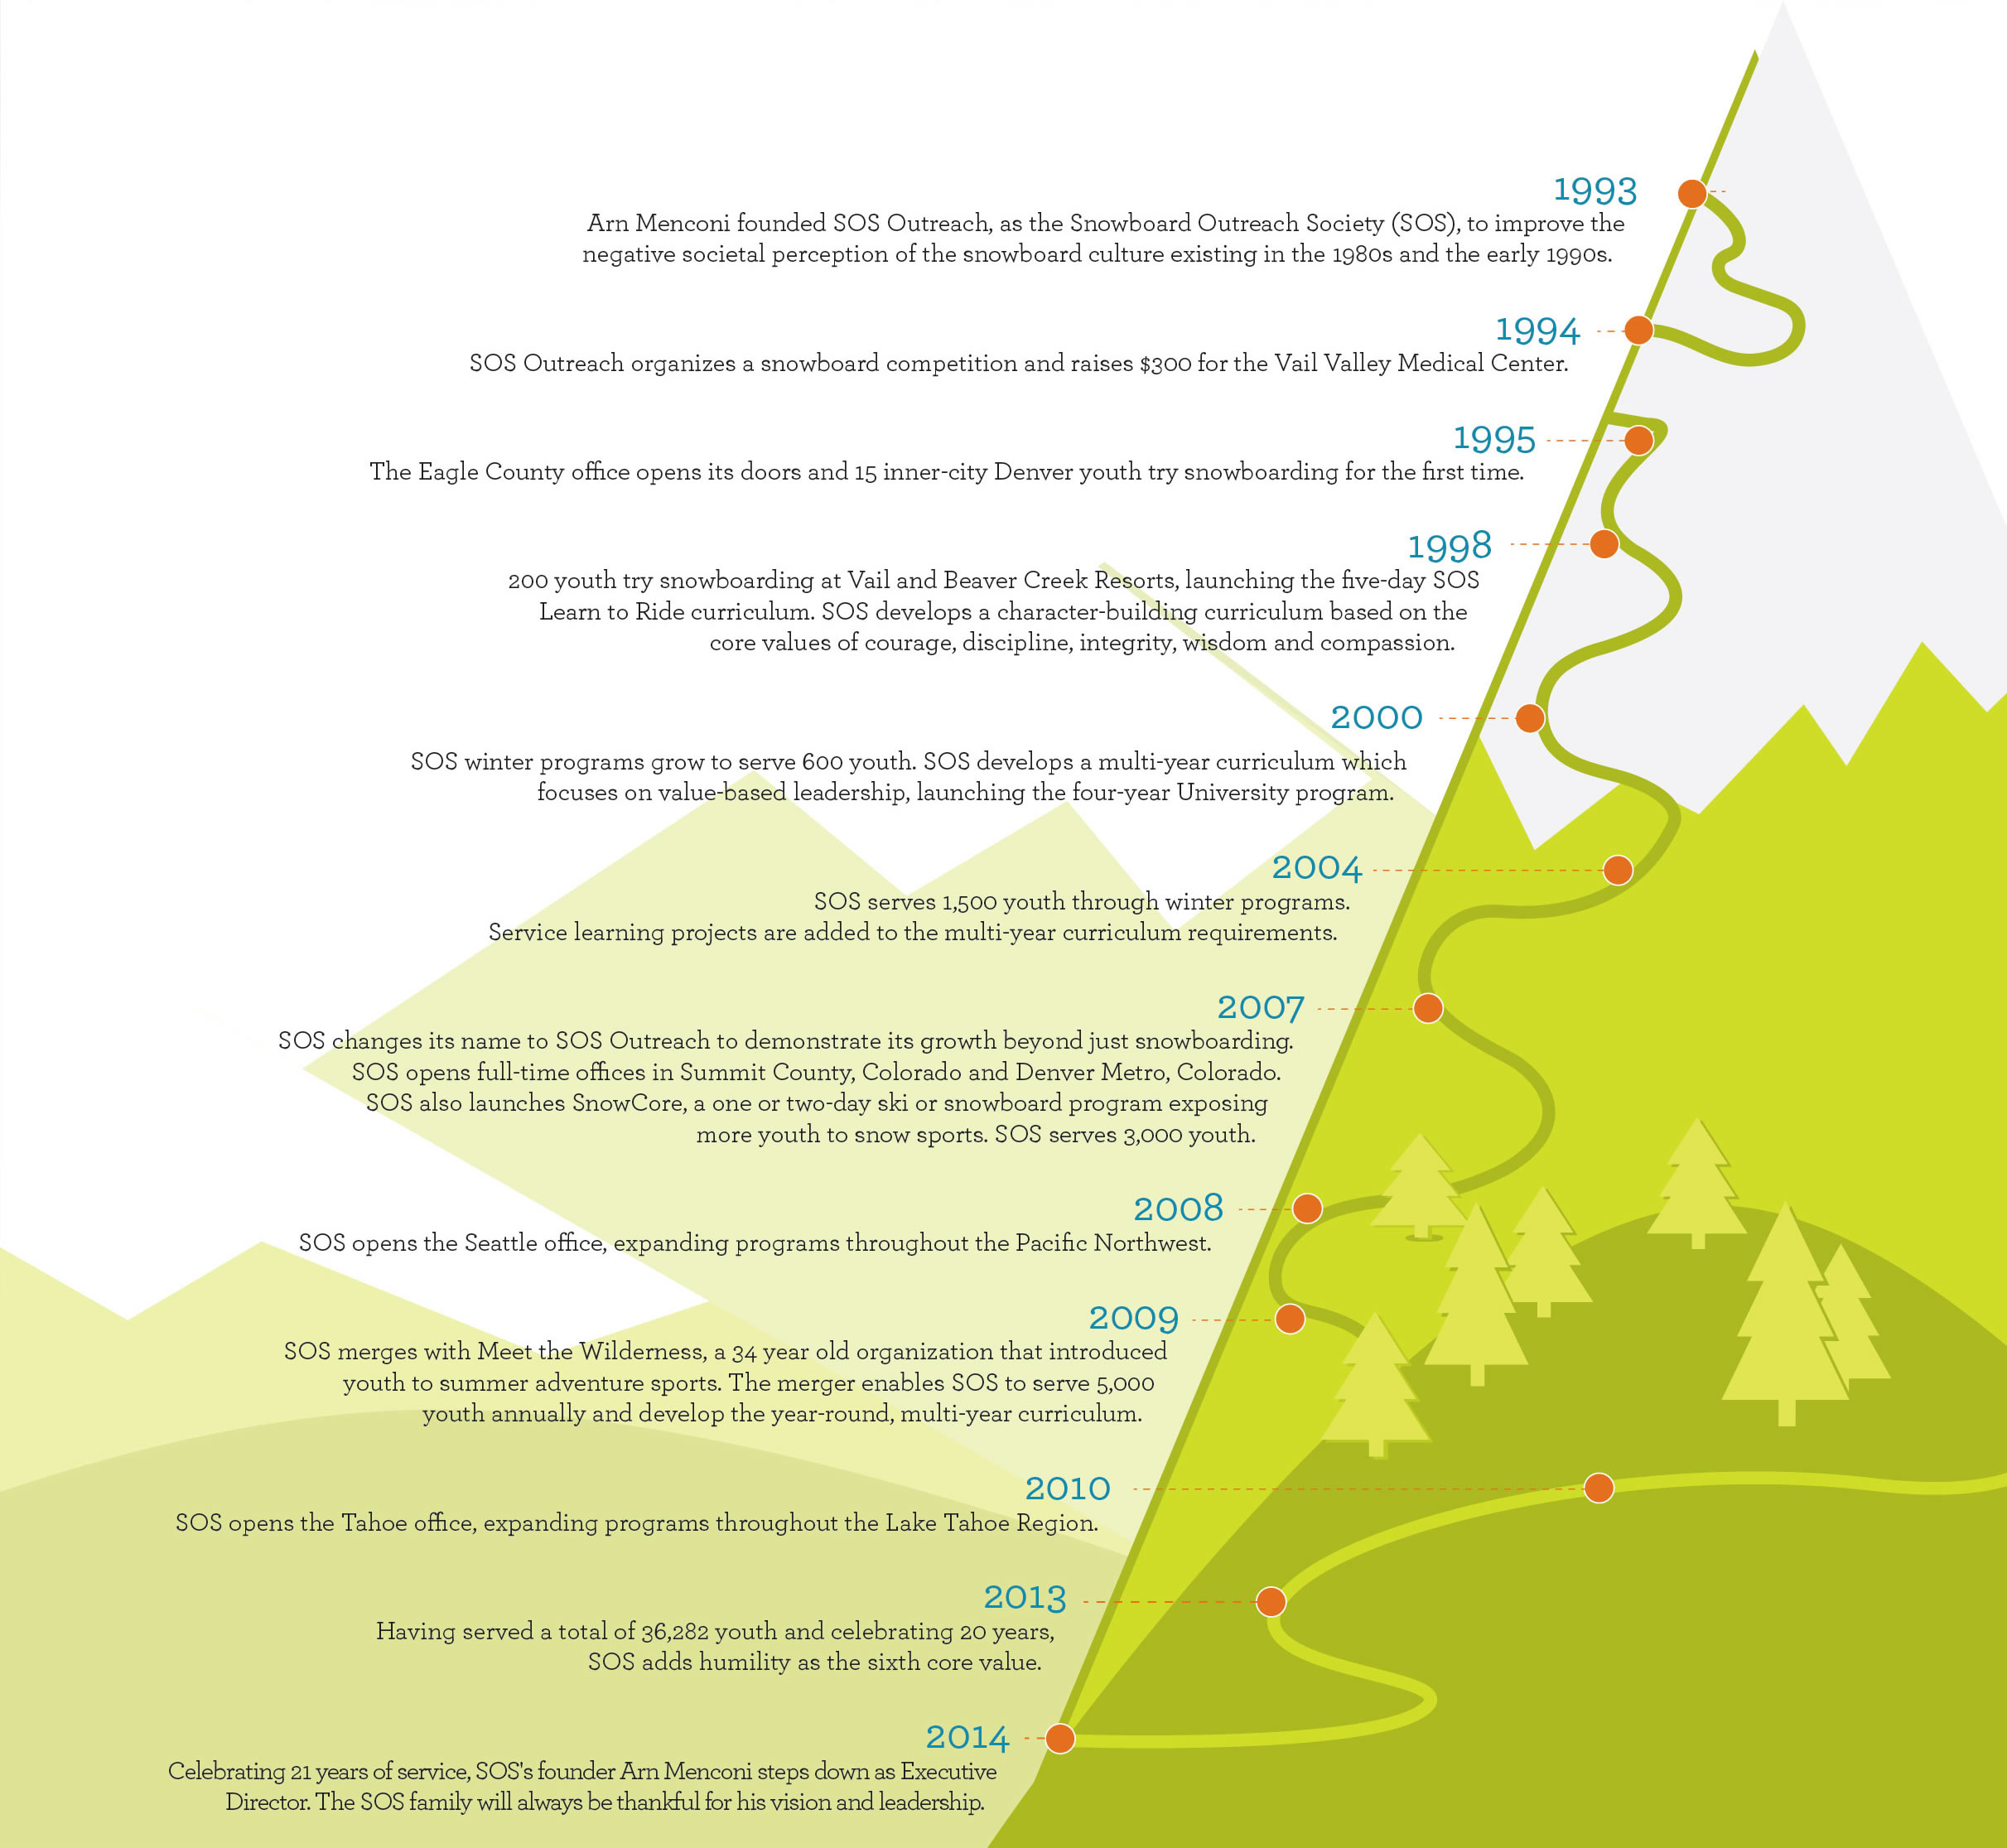 1993
Arn Menconi founded SOS Outreach, as the Snowboard Outreach Society (SOS), to improve the
negative societal perception of the snowboard culture existing in the 1980s and the early 1990s.
1994
SOS Outreach organizes a snowboard competition and raises $300 for the Vail Valley Medical Center.
1995
The Eagle County office opens its doors and 15 inner-city Denver youth try snowboarding for the first time.
1998
200 youth try snowboarding at Vail and Beaver Creek Resorts, launching the five-day SOS
Learn to Ride curriculum. SOS develops a character-building curriculum based on the
core values of courage, discipline, integrity, wisdom and compassion.
2000
SOS winter programs grow to serve 600 youth. SOS develops a multi-year curriculum which
focuses on value-based leadership, launching the four-year University program.
2004
SOS serves 1,500 youth through winter programs.
Service learning projects are added to the multi-year curriculum requirements.
2007
SOS changes its name to SOS Outreach to demonstrate its growth beyond just snowboarding.
SOS opens full-time offices in Summit County, Colorado and Denver Metro, Colorado.
SOS also launches SnowCore, a one or two-day ski or snowboard program exposing
more youth to snow sports. SOS serves 3,000 youth.
2008
SOS opens the Seattle office, expanding programs throughout the Pacific Northwest.
2009
SOS merges with Meet the Wilderness, a 34 year old organization that introduced
youth to summer adventure sports. The merger enables SOS to serve 5,000
youth annually and develop the year-round, multi-year curriculum.
2010
SOS opens the Tahoe office, expanding programs throughout the Lake Tahoe Region.
2013
Having served a total of 36,282 youth and celebrating 20 years,
SOS adds humility as the sixth core value.
2014
Celebrating 21 years of service, SOS's founder Arn Menconi steps down as Executive
Director. The SOS family will always be thankful for his vision and leadership.